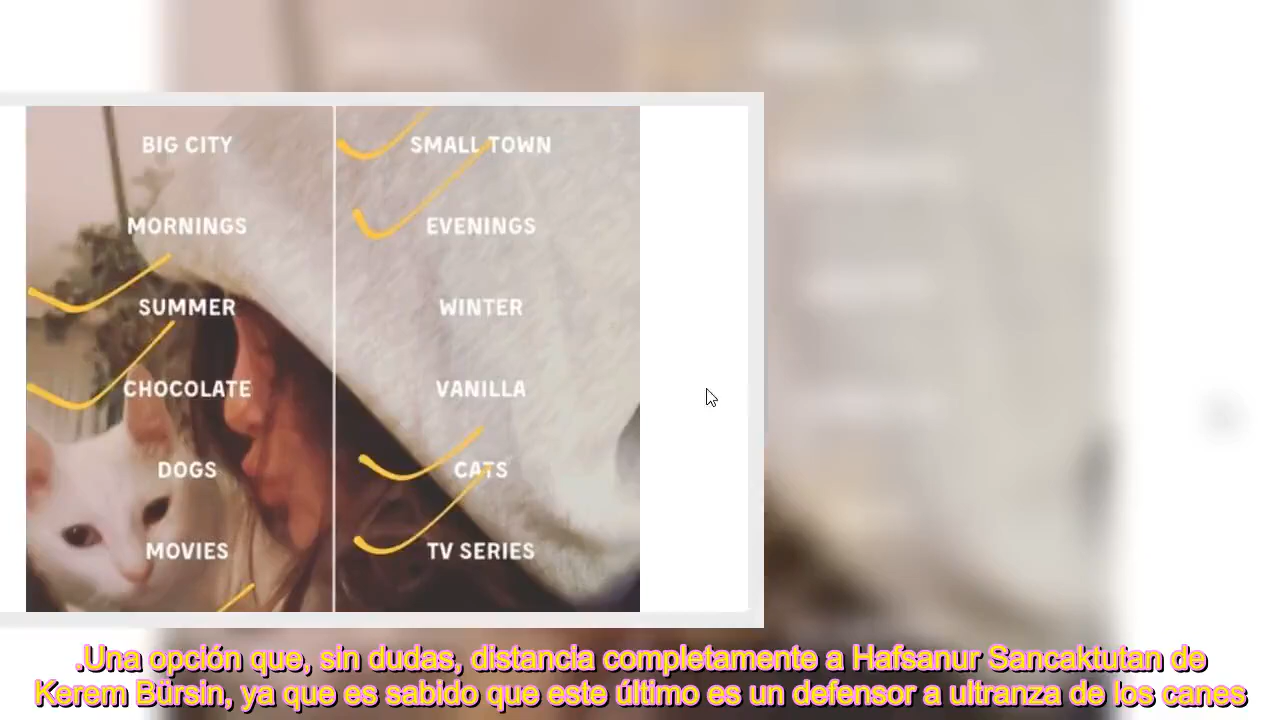 BIG CITY SMALL TOWN
MORNINGS EVENINGS
SUMMER WINTER
CHOCOLATE VANILLA
DOGS CATS
MOVIES TV SERIES
.Una opción que, sin dudas, distancia completamente a Hafsanur Sancaktutan de
Kerem Bürsin, ya que es sabido que este último es un defensor a ultranza de los canes